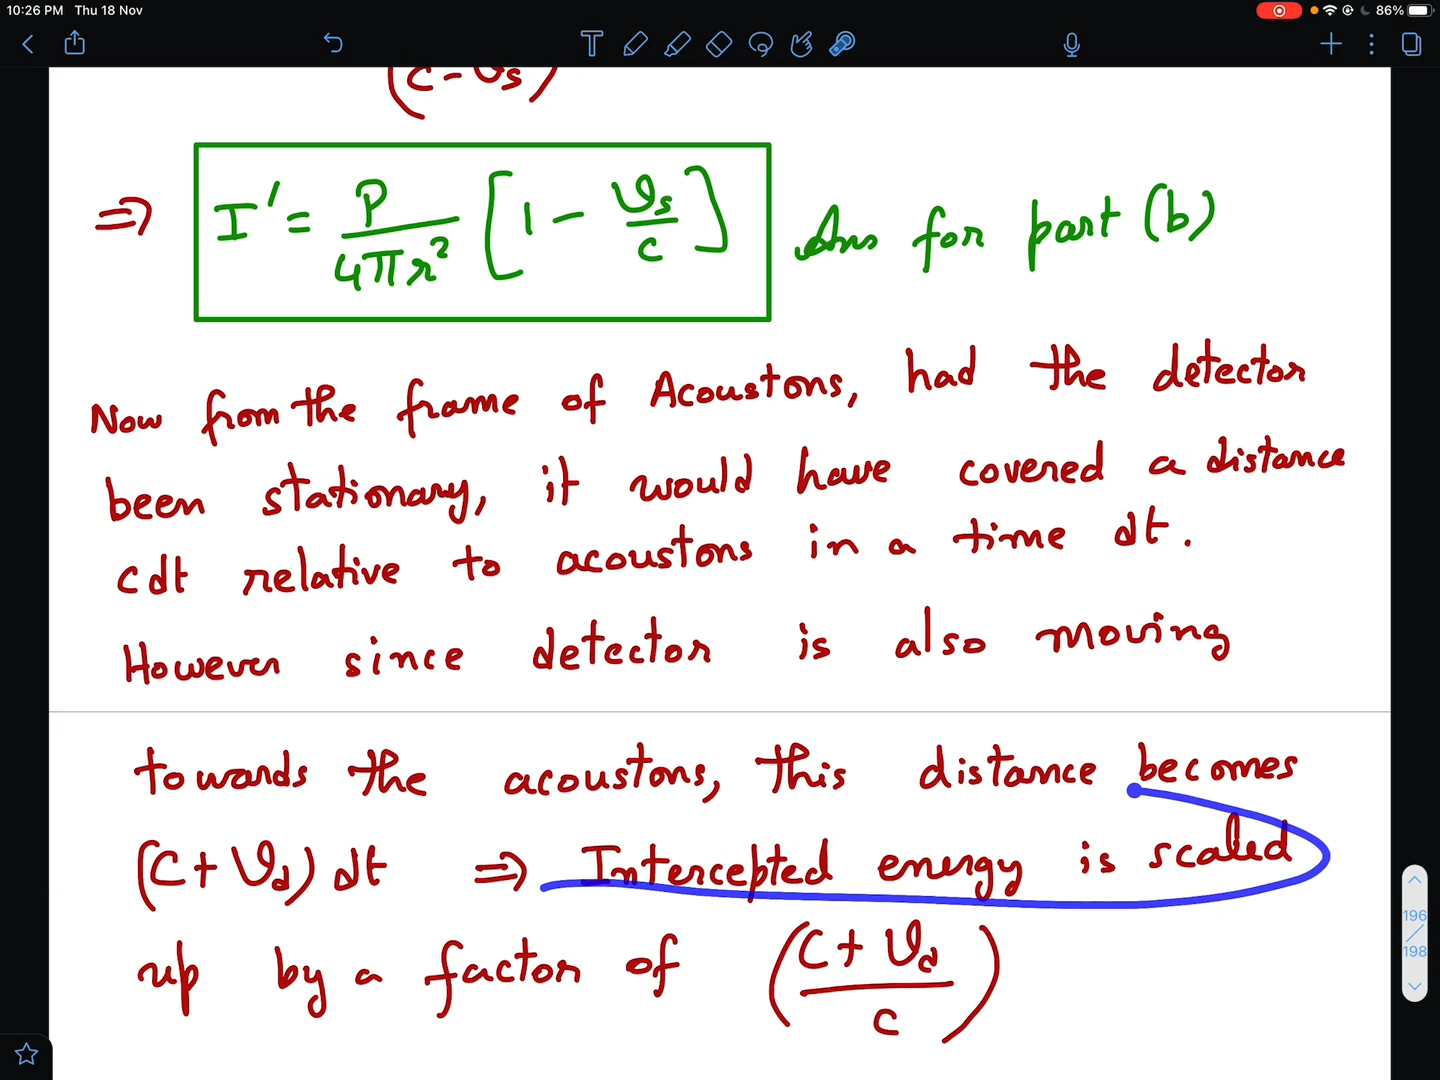 10:26 PM Thu 18 Nov
86%
(c - vs)
⇒ I' = P/4πr² [1 - vs/c] Ans for part (b)
Now from the frame of Acoustons, had the detector
been stationary, it would have covered a distance
cdt relative to acoustons in a time dt.
However since detector is also moving
towards the acoustons, this distance becomes
(C + vd) dt ⇒ Intercepted energy is scaled
up by a factor of (C + vd / c)
196
198